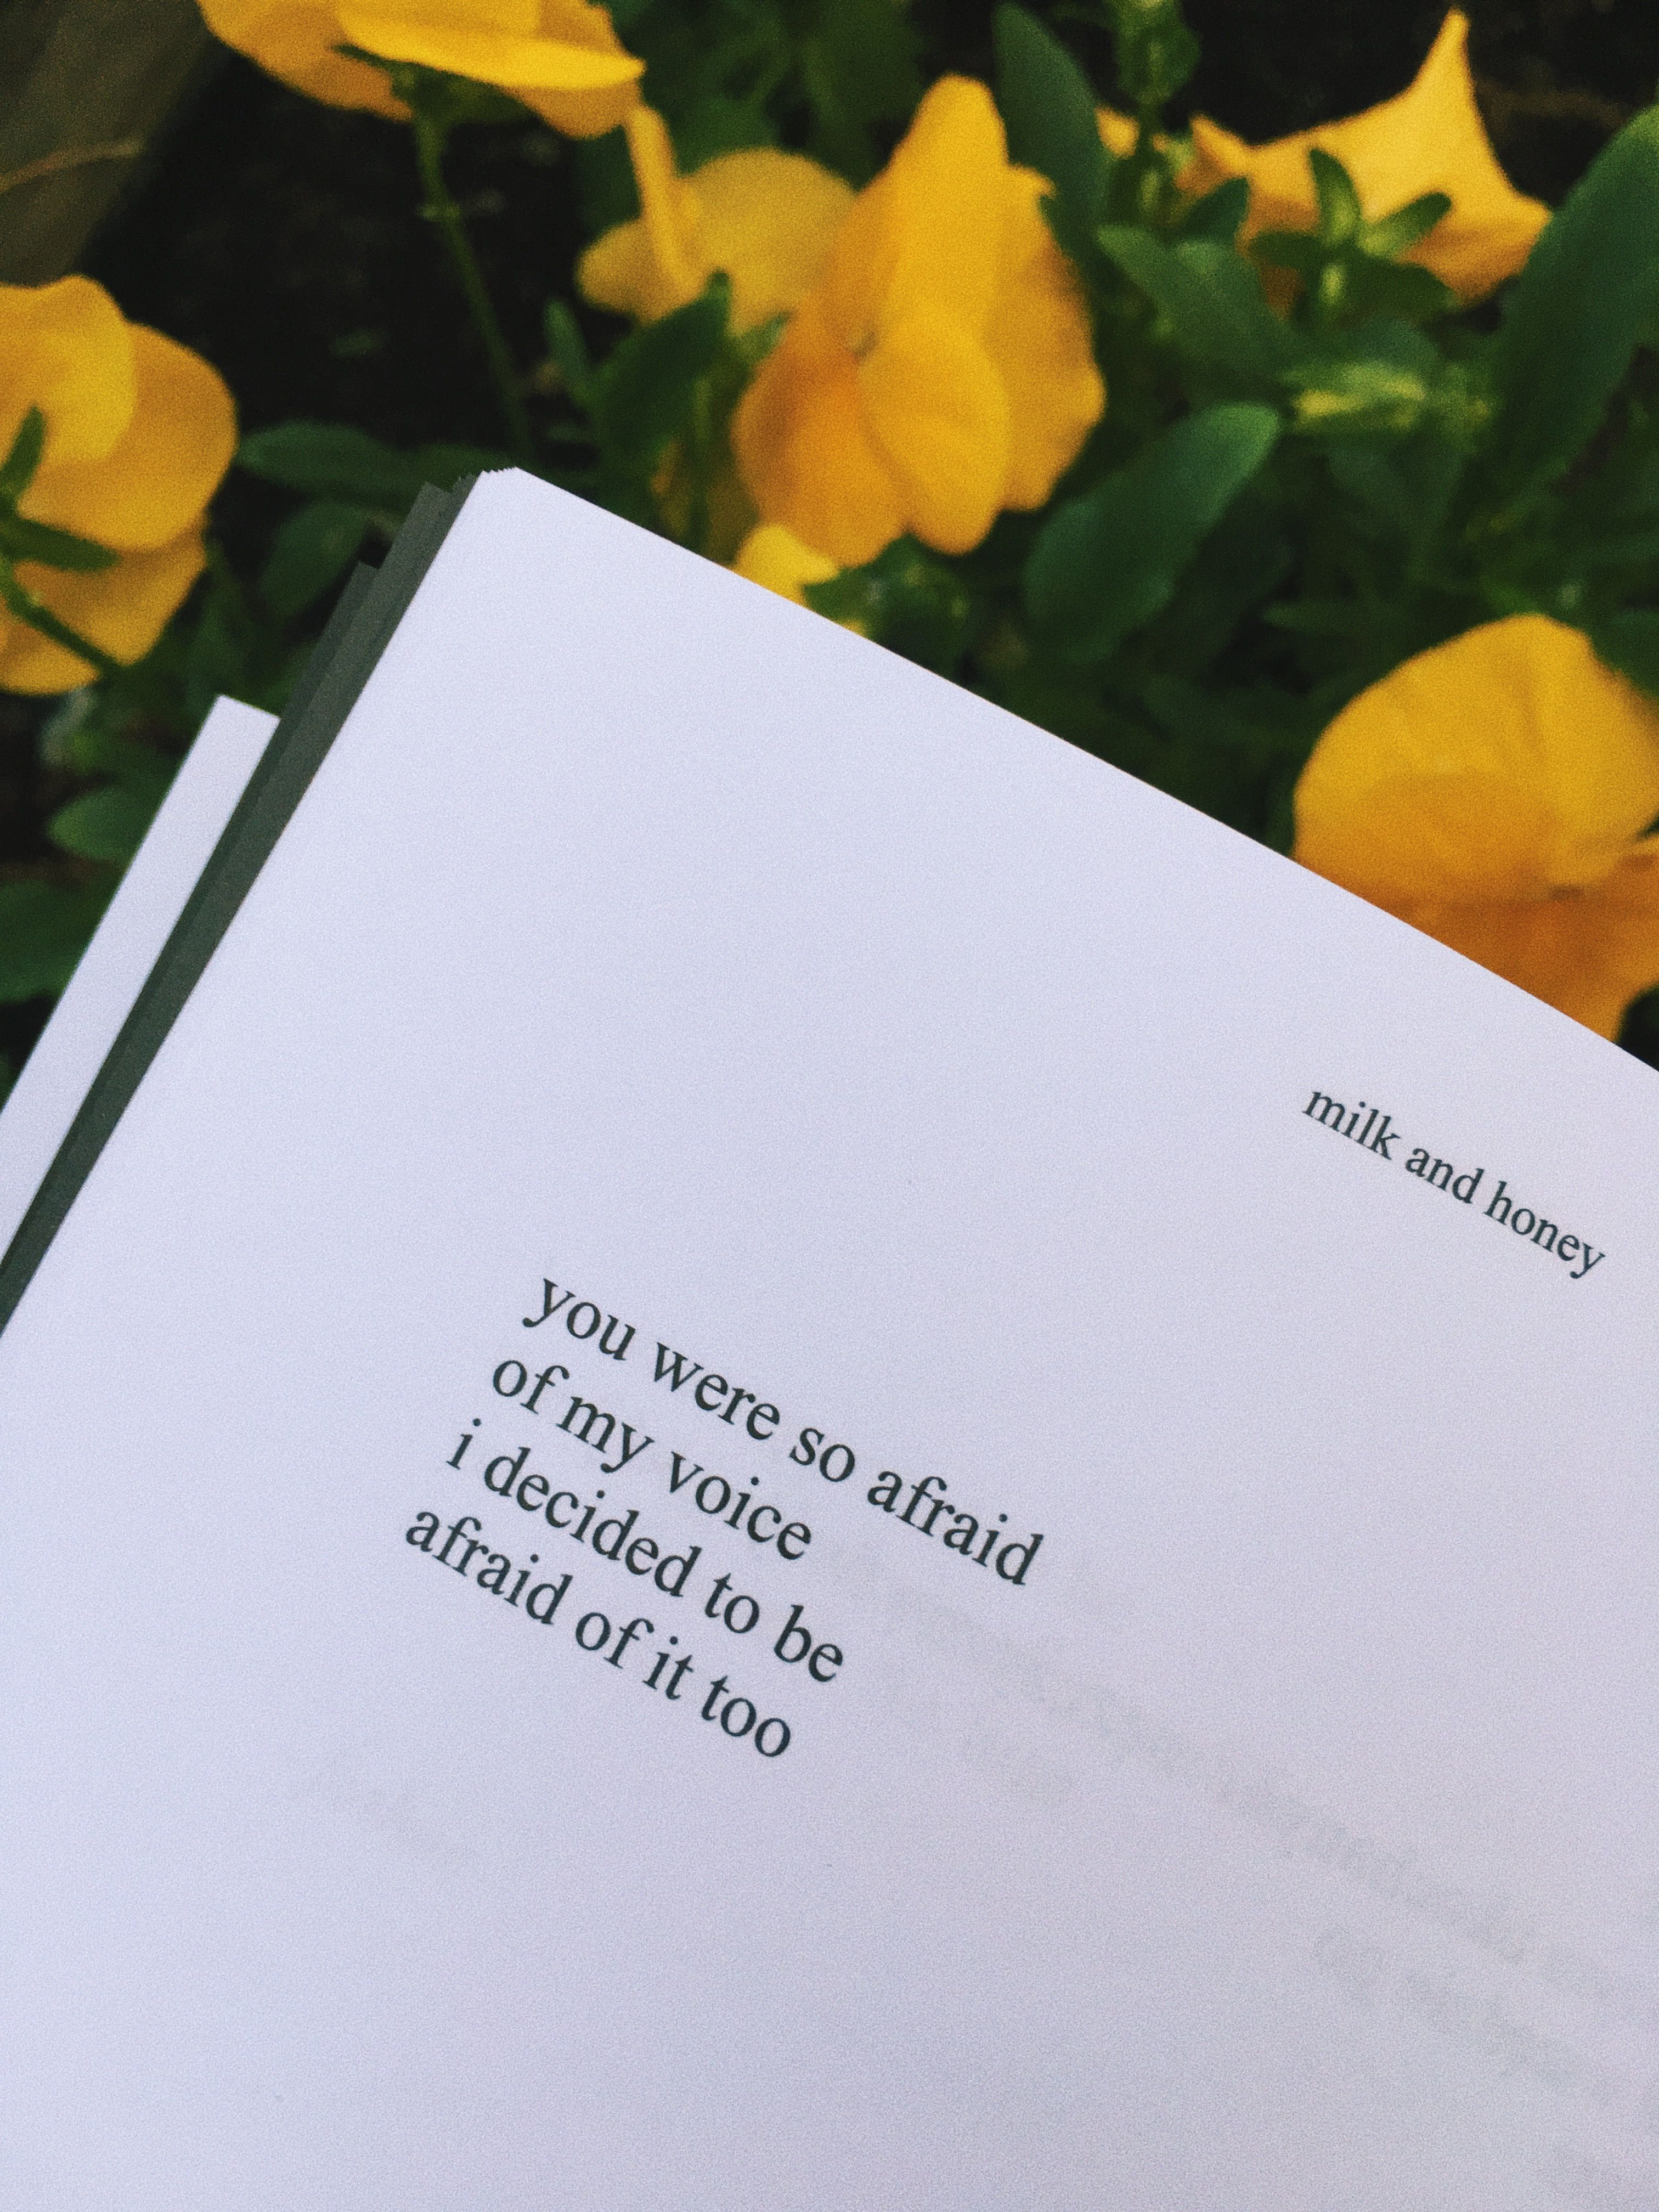 milk and honey
you were so afraid
of my voice
i decided to be
afraid of it too